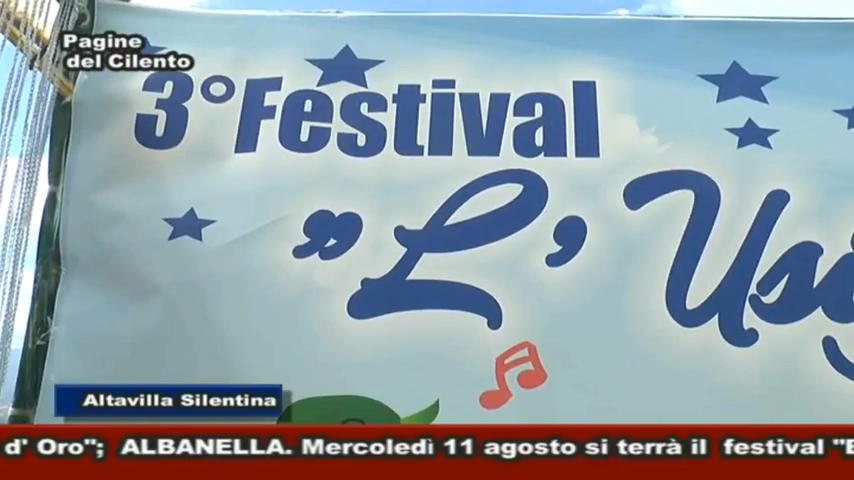 Pagine
del Cilento
3°Festival
"L'
Altavilla Silentina
d' Oro"; ALBANELLA. Mercoledì 11 agosto si terrà il festival "